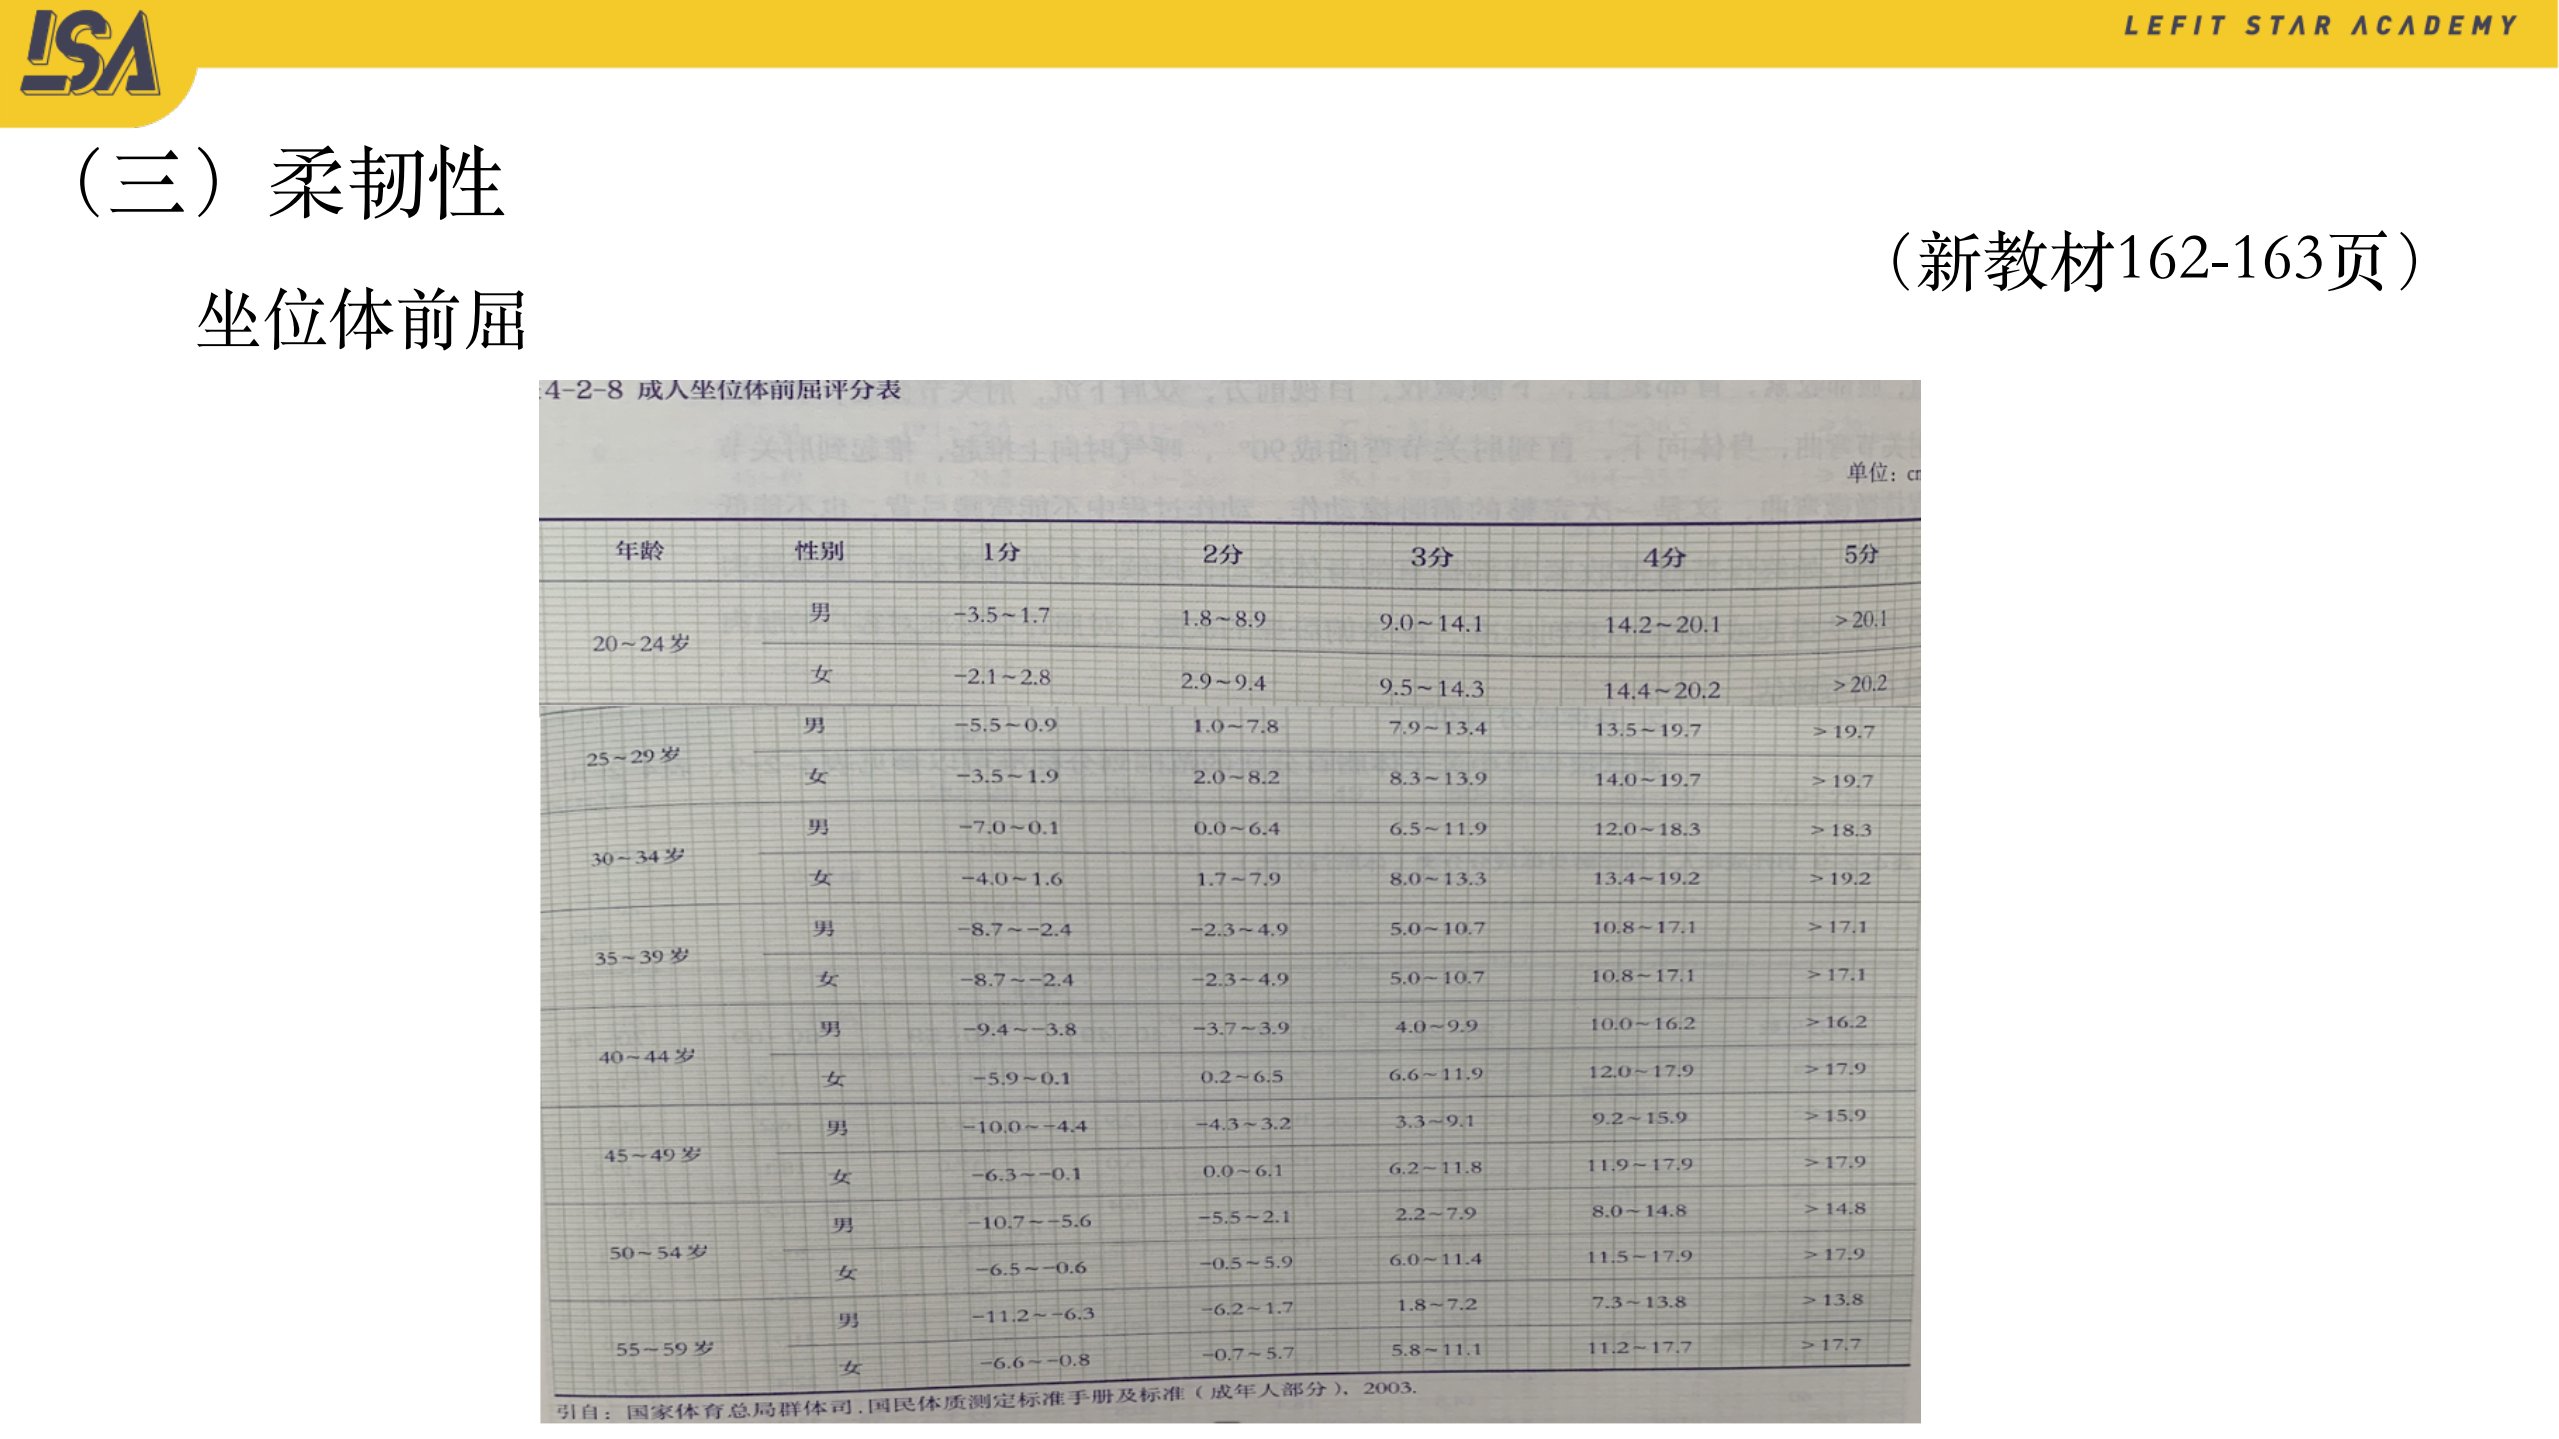 LSA
LEFIT STAR ACADEMY
（三）柔韧性
（新教材162-163页）
坐位体前屈
4-2-8 成人坐位体前屈评分表
单位：cm
年龄 性别 1分 2分 3分 4分 5分
20~24岁 男 -3.5~1.7 1.8~8.9 9.0~14.1 14.2~20.1 >20.1
女 -2.1~2.8 2.9~9.4 9.5~14.3 14.4~20.2 >20.2
25~29岁 男 -5.5~0.9 1.0~7.8 7.9~13.4 13.5~19.7 >19.7
女 -3.5~1.9 2.0~8.2 8.3~13.9 14.0~19.7 >19.7
30~34岁 男 -7.0~0.1 0.0~6.4 6.5~11.9 12.0~18.3 >18.3
女 -4.0~1.6 1.7~7.9 8.0~13.3 13.4~19.2 >19.2
35~39岁 男 -8.7~-2.4 -2.3~4.9 5.0~10.7 10.8~17.1 >17.1
女 -8.7~-2.4 -2.3~4.9 5.0~10.7 10.8~17.1 >17.1
40~44岁 男 -9.4~-3.8 -3.7~3.9 4.0~9.9 10.0~16.2 >16.2
女 -5.9~0.1 0.2~6.5 6.6~11.9 12.0~17.9 >17.9
45~49岁 男 -10.0~-4.4 -4.3~3.2 3.3~9.1 9.2~15.9 >15.9
女 -6.3~-0.1 0.0~6.1 6.2~11.8 11.9~17.9 >17.9
50~54岁 男 -10.7~-5.6 -5.5~2.1 2.2~7.9 8.0~14.8 >14.8
女 -6.5~-0.6 -0.5~5.9 6.0~11.4 11.5~17.9 >17.9
55~59岁 男 -11.2~-6.3 -6.2~1.7 1.8~7.2 7.3~13.8 >13.8
女 -6.6~-0.8 -0.7~5.7 5.8~11.1 11.2~17.7 >17.7
引自：国家体育总局群体司.国民体质测定标准手册及标准（成年人部分），2003.